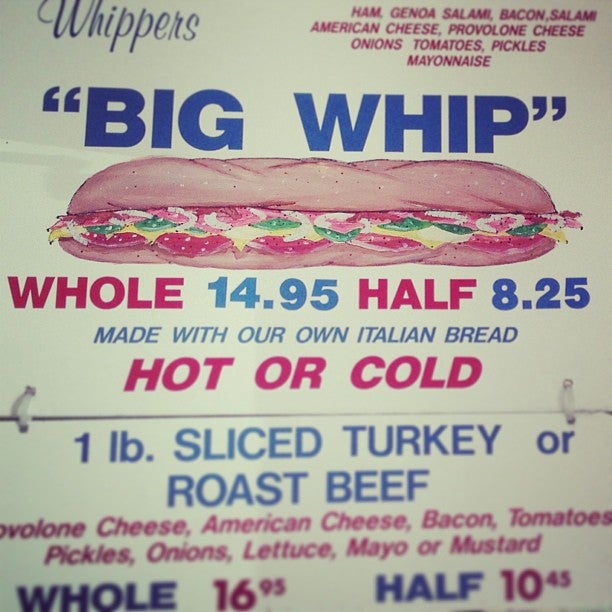 Whippers
HAM, GENOA SALAMI, BACON,SALAMI
AMERICAN CHEESE, PROVOLONE CHEESE
ONIONS TOMATOES, PICKLES
MAYONNAISE
"BIG WHIP"
WHOLE 14.95 HALF 8.25
MADE WITH OUR OWN ITALIAN BREAD
HOT OR COLD
1 lb. SLICED TURKEY or
ROAST BEEF
ovolone Cheese, American Cheese, Bacon, Tomatoes
Pickles, Onions, Lettuce, Mayo or Mustard
WHOLE 16 95 HALF 10 45